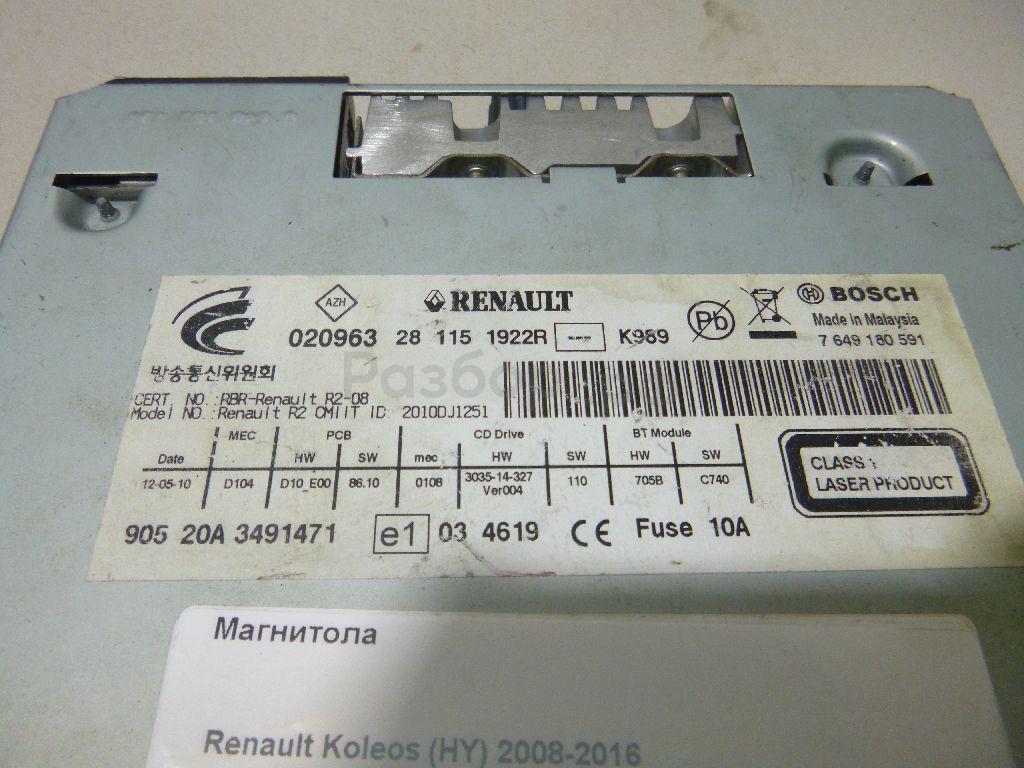 AZH RENAULT BOSCH
Made in Malaysia
020963 28 115 1922R K989 Pb 7 649 180 591
방송통신위원회
CERT. NO.:RBR-Renault R2-08
Model NO.:Renault R2 CMIIT ID: 2010DJ1251
MEC PCB CD Drive BT Module
Date HW SW mec HW SW HW SW
12-05-10 D104 D10_E00 86.10 0108 3035-14-327 110 705B C740
Ver004
CLASS 1
LASER PRODUCT
905 20A 3491471 e1 03 4619 CE Fuse 10A
Магнитола
Renault Koleos (HY) 2008-2016